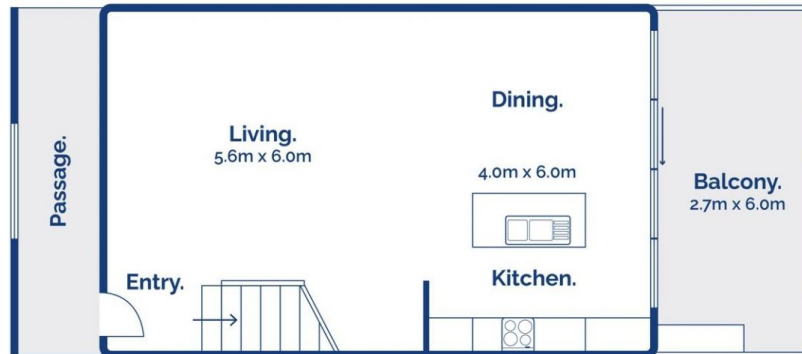 Passage.
Living.
5.6m x 6.0m
Entry.
Dining.
4.0m x 6.0m
Kitchen.
Balcony.
2.7m x 6.0m